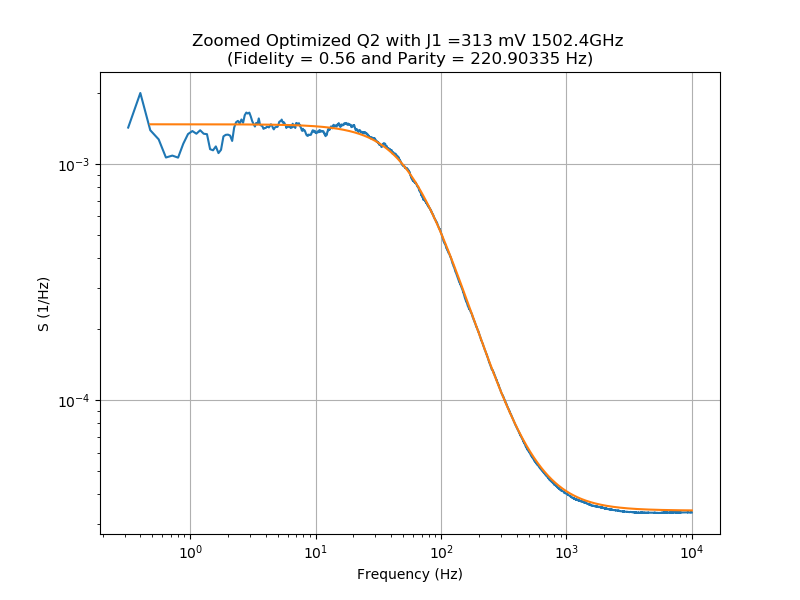 Zoomed Optimized Q2 with J1 =313 mV 1502.4GHz
(Fidelity = 0.56 and Parity = 220.90335 Hz)
S (1/Hz)
10⁻³
10⁻⁴
10⁰ 10¹ 10² 10³ 10⁴
Frequency (Hz)